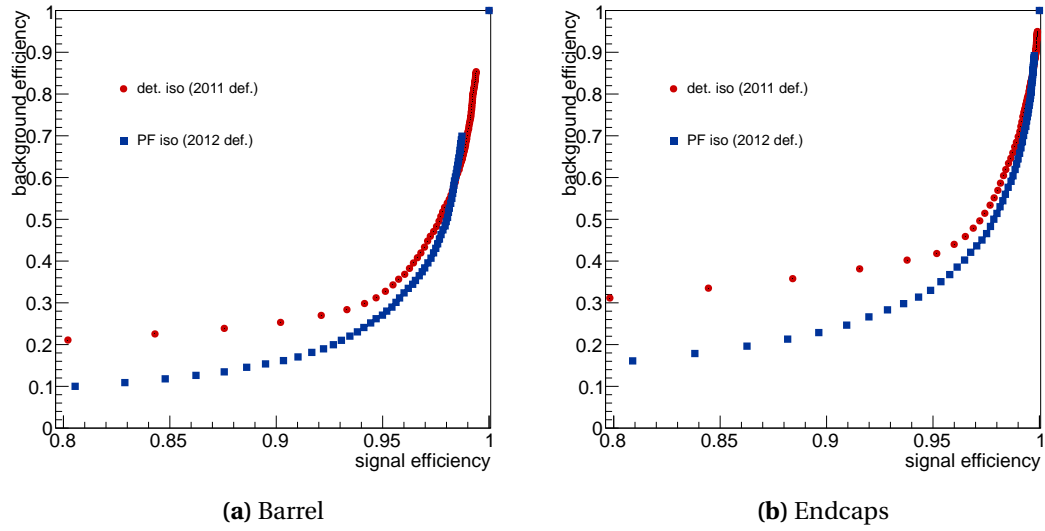 background efficiency
1
0.9
0.8
0.7
0.6
0.5
0.4
0.3
0.2
0.1
0
det. iso (2011 def.)
PF iso (2012 def.)
0.8 0.85 0.9 0.95 1
signal efficiency
(a) Barrel
background efficiency
1
0.9
0.8
0.7
0.6
0.5
0.4
0.3
0.2
0.1
0
det. iso (2011 def.)
PF iso (2012 def.)
0.8 0.85 0.9 0.95 1
signal efficiency
(b) Endcaps